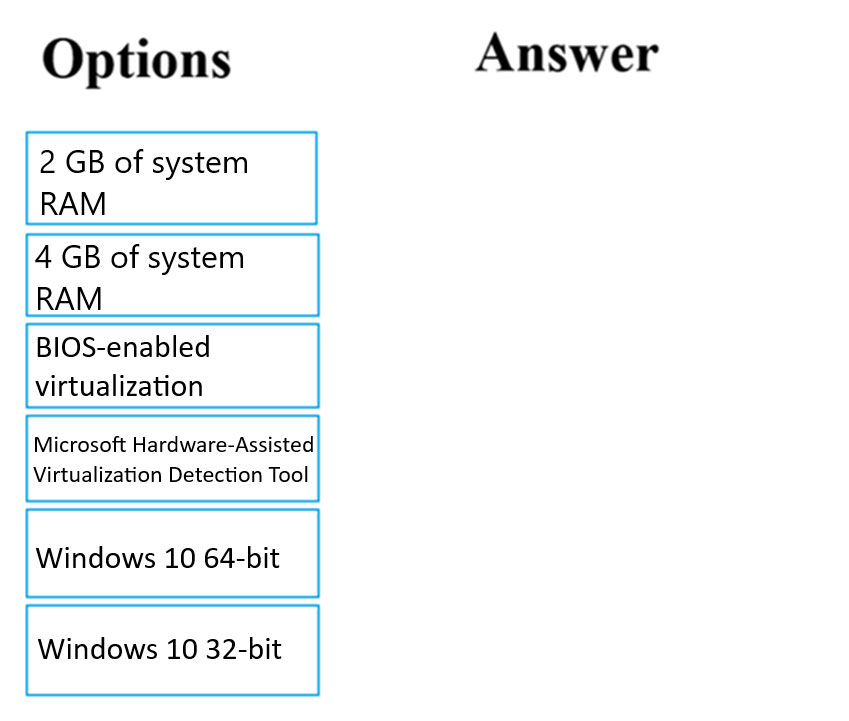 Options
Answer
2 GB of system
RAM
4 GB of system
RAM
BIOS-enabled
virtualization
Microsoft Hardware-Assisted
Virtualization Detection Tool
Windows 10 64-bit
Windows 10 32-bit